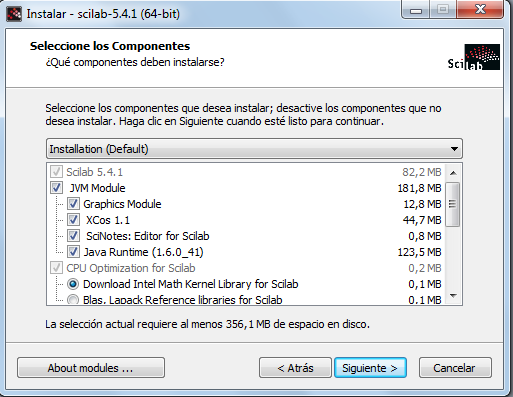 Instalar - scilab-5.4.1 (64-bit)
Seleccione los Componentes
¿Qué componentes deben instalarse?
Scilab
Seleccione los componentes que desea instalar; desactive los componentes que no
desea instalar. Haga clic en Siguiente cuando esté listo para continuar.
Installation (Default)
Scilab 5.4.1 82,2 MB
JVM Module 181,8 MB
Graphics Module 12,8 MB
XCos 1.1 44,7 MB
SciNotes: Editor for Scilab 0,8 MB
Java Runtime (1.6.0_41) 123,5 MB
CPU Optimization for Scilab 0,2 MB
Download Intel Math Kernel Library for Scilab 0,1 MB
Blas, Lapack Reference libraries for Scilab 0,1 MB
La selección actual requiere al menos 356,1 MB de espacio en disco.
About modules ...
< Atrás
Siguiente >
Cancelar